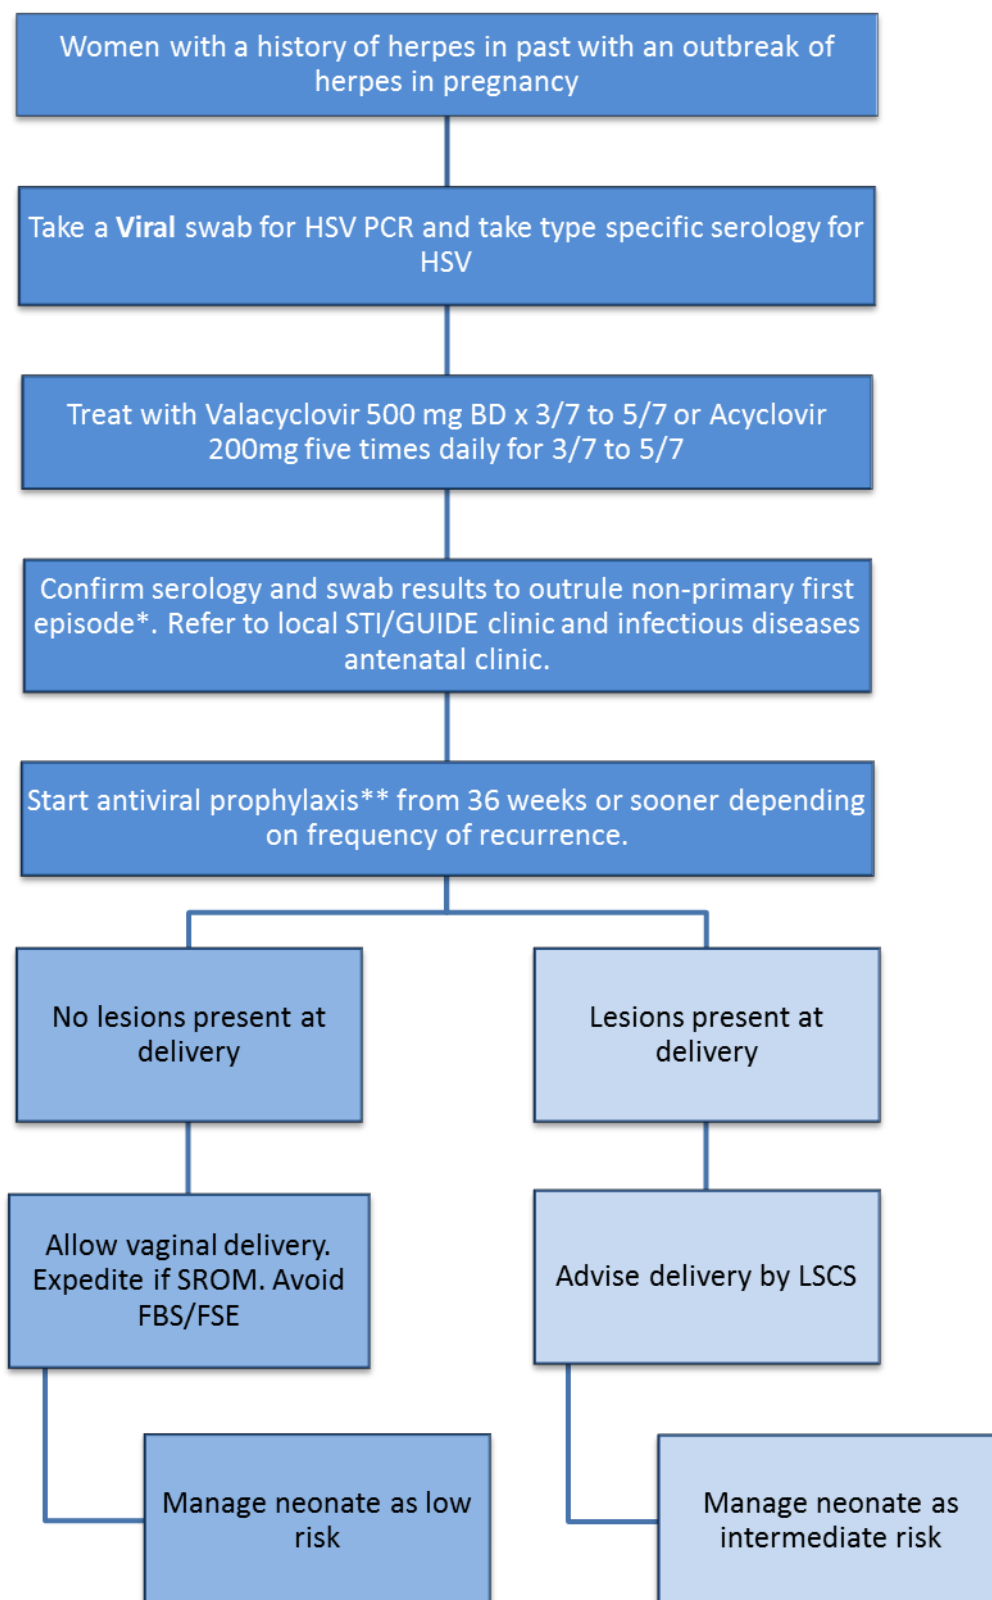 Women with a history of herpes in past with an outbreak of
herpes in pregnancy
Take a Viral swab for HSV PCR and take type specific serology for
HSV
Treat with Valacyclovir 500 mg BD x 3/7 to 5/7 or Acyclovir
200mg five times daily for 3/7 to 5/7
Confirm serology and swab results to outrule non-primary first
episode*. Refer to local STI/GUIDE clinic and infectious diseases
antenatal clinic.
Start antiviral prophylaxis** from 36 weeks or sooner depending
on frequency of recurrence.
No lesions present at
delivery
Lesions present at
delivery
Allow vaginal delivery.
Expedite if SROM. Avoid
FBS/FSE
Advise delivery by LSCS
Manage neonate as low
risk
Manage neonate as
intermediate risk